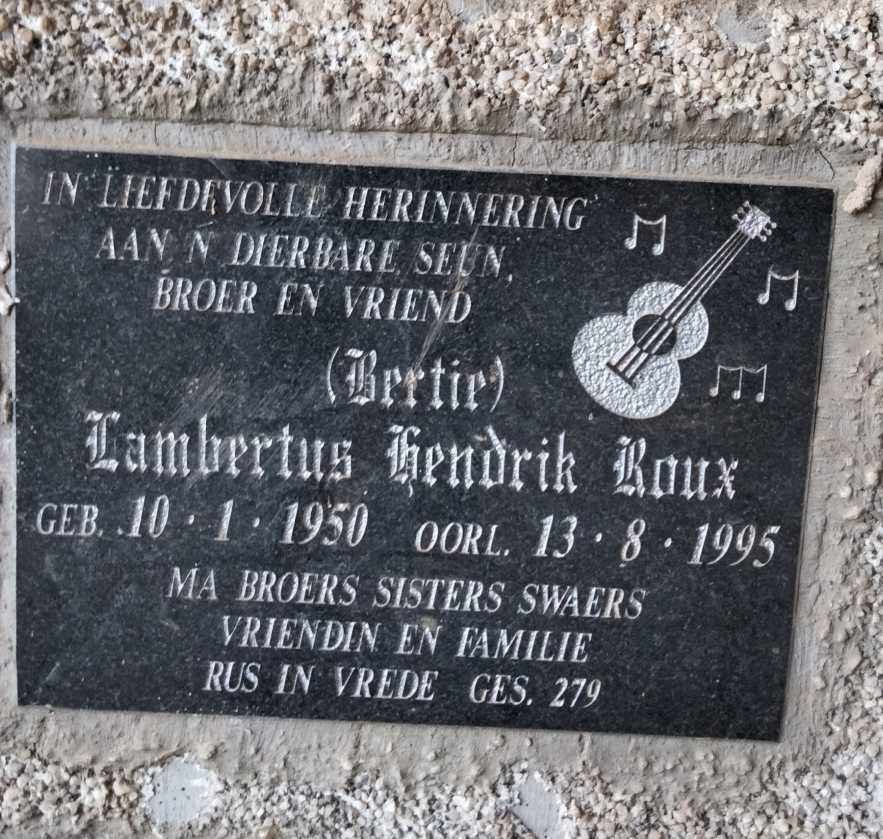 IN LIEFDEVOLLE HERINNERING
AAN 'N DIERBARE SEUN,
BROER EN VRIEND
(Bertie)
Lambertus Hendrik Roux
GEB. 10 · 1 · 1950 OORL. 13 · 8 · 1995
MA BROERS SISTERS SWAERS
VRIENDIN EN FAMILIE
RUS IN VREDE GES. 279